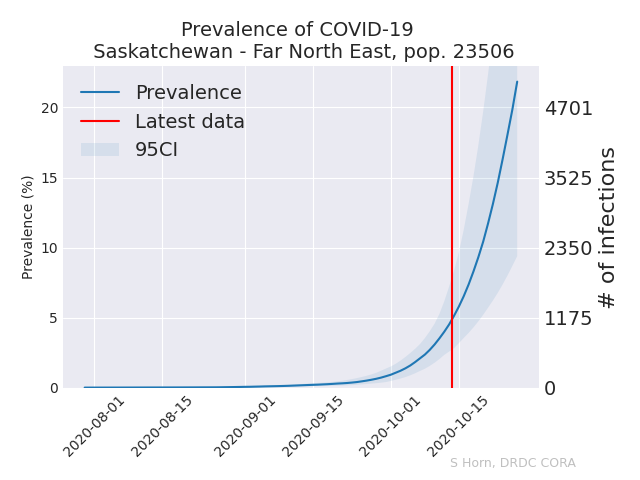 Prevalence of COVID-19
Saskatchewan - Far North East, pop. 23506
Prevalence
Latest data
95CI
Prevalence (%)
20
15
10
5
0
4701
3525
2350
1175
0
# of infections
2020-08-01
2020-08-15
2020-09-01
2020-09-15
2020-10-01
2020-10-15
S Horn, DRDC CORA